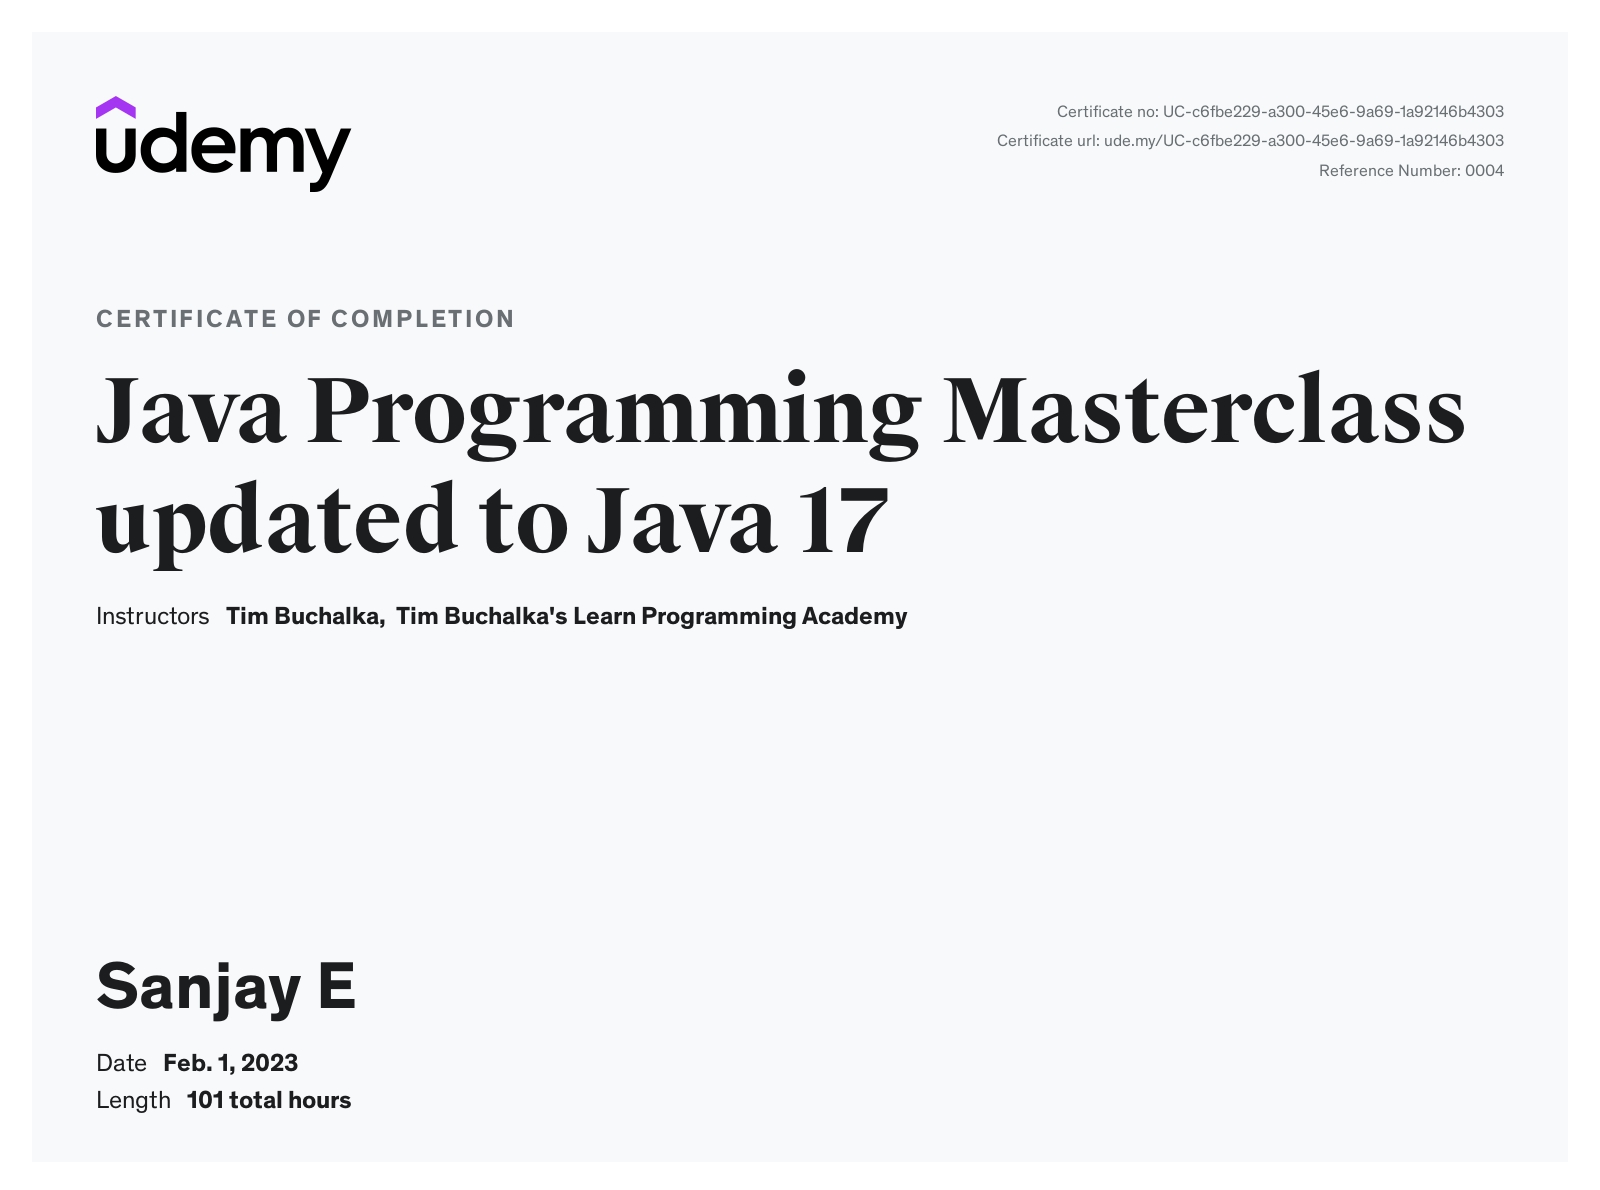 udemy
Certificate no: UC-c6fbe229-a300-45e6-9a69-1a92146b4303
Certificate url: ude.my/UC-c6fbe229-a300-45e6-9a69-1a92146b4303
Reference Number: 0004
CERTIFICATE OF COMPLETION
Java Programming Masterclass
updated to Java 17
Instructors Tim Buchalka, Tim Buchalka's Learn Programming Academy
Sanjay E
Date Feb. 1, 2023
Length 101 total hours